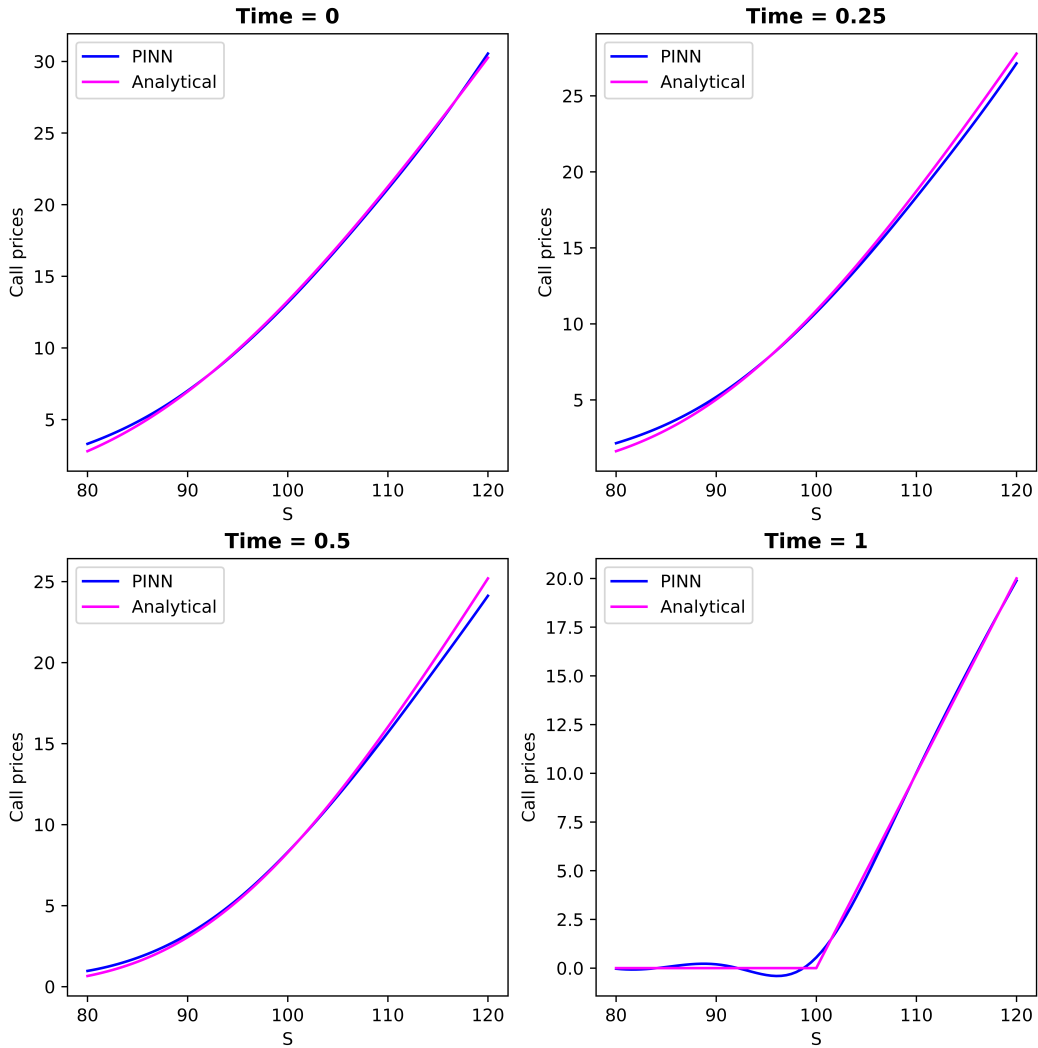 Time = 0
PINN
Analytical
Call prices
30
25
20
15
10
5
80 90 100 110 120
S
Time = 0.25
PINN
Analytical
Call prices
25
20
15
10
5
80 90 100 110 120
S
Time = 0.5
PINN
Analytical
Call prices
25
20
15
10
5
0
80 90 100 110 120
S
Time = 1
PINN
Analytical
Call prices
20.0
17.5
15.0
12.5
10.0
7.5
5.0
2.5
0.0
80 90 100 110 120
S